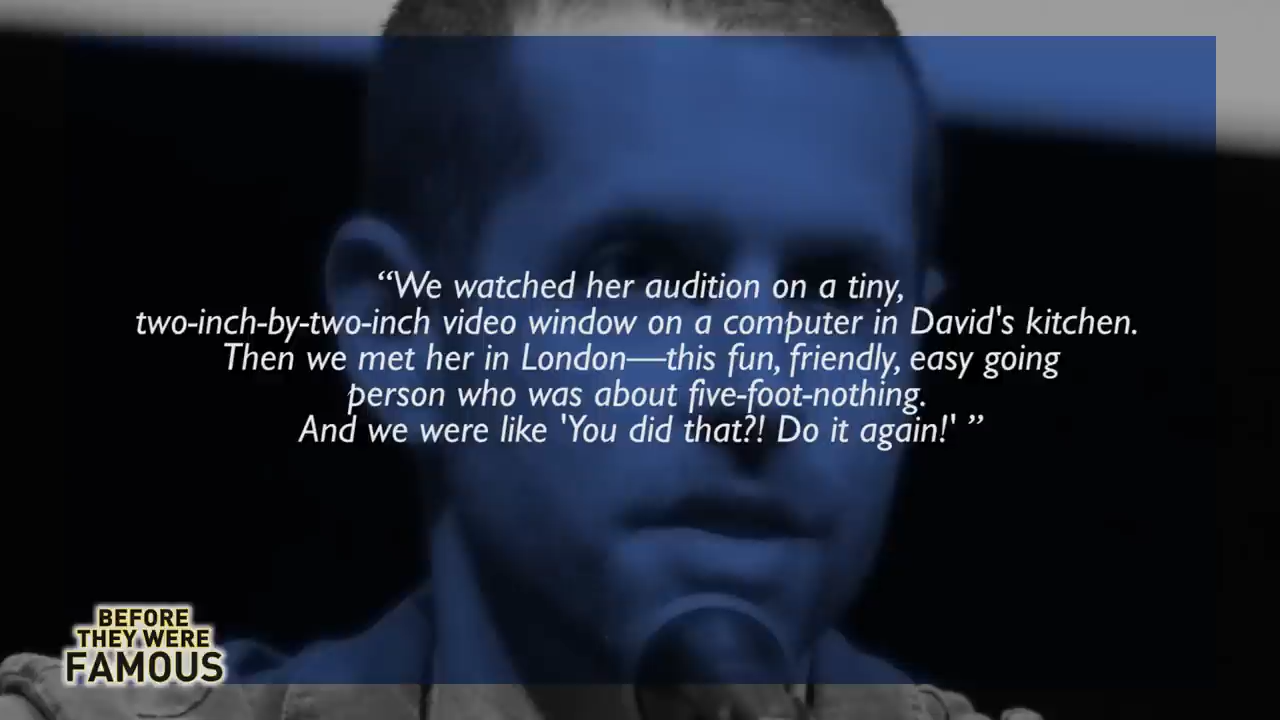 “We watched her audition on a tiny,
two-inch-by-two-inch video window on a computer in David's kitchen.
Then we met her in London—this fun, friendly, easy going
person who was about five-foot-nothing.
And we were like 'You did that?! Do it again!' ”
BEFORE
THEY WERE
FAMOUS